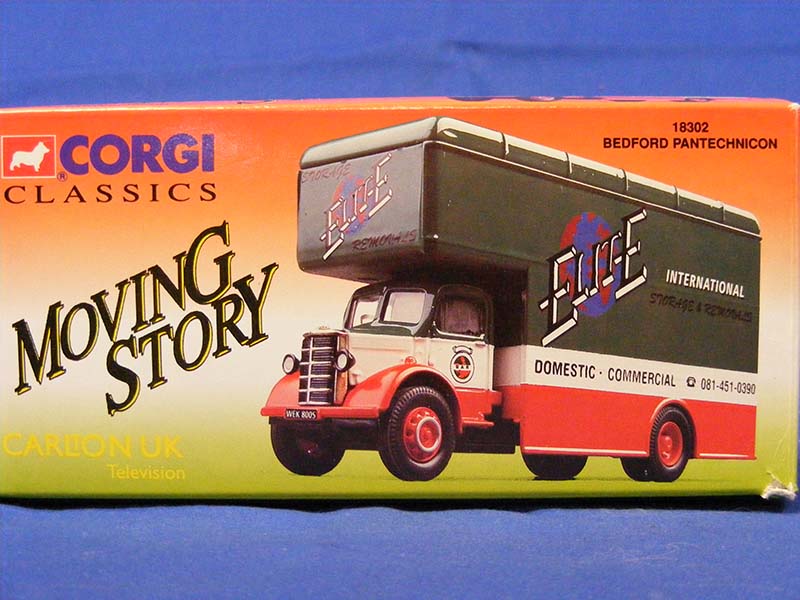 CORGI
®
CLASSICS
18302
BEDFORD PANTECHNICON
MOVING
STORY
CARLTON UK
Television
STORAGE
ELITE
REMOVALS
ELITE
INTERNATIONAL
STORAGE & REMOVALS
DOMESTIC · COMMERCIAL ☎ 081-451-0390
WEK 8005